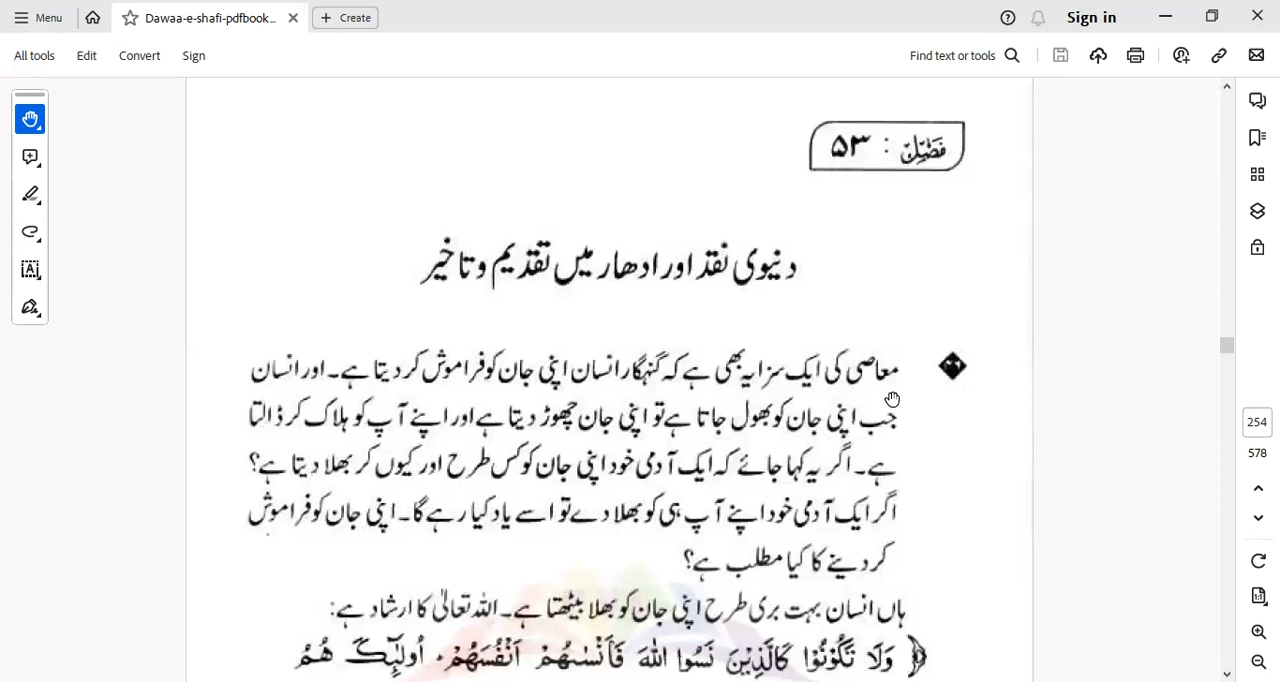 Menu
Dawaa-e-shafi-pdfbook...
Create
Sign in
All tools
Edit
Convert
Sign
Find text or tools
فصل : ۵۳
دنیوی نقد اور ادھار میں تقدیم و تاخیر
معاصی کی ایک سزا یہ بھی ہے کہ گنہگار انسان اپنی جان کو فراموش کر دیتا ہے۔ اور انسان
جب اپنی جان کو بھول جاتا ہے تو اپنی جان چھوڑ دیتا ہے اور اپنے آپ کو ہلاک کر ڈالتا
ہے۔ اگر یہ کہا جائے کہ ایک آدمی خود اپنی جان کو کس طرح اور کیوں کر بھلا دیتا ہے؟
اگر ایک آدمی خود اپنے آپ ہی کو بھلا دے تو اسے یاد کیا رہے گا۔ اپنی جان کو فراموش
کر دینے کا کیا مطلب ہے؟
ہاں انسان بہت بری طرح اپنی جان کو بھلا بیٹھتا ہے۔ اللہ تعالیٰ کا ارشاد ہے:
﴿وَلَا تَكُوْنُوْا كَالَّذِيْنَ نَسُوا اللهَ فَاَنْسٰىهُمْ اَنْفُسَهُمْ ۚ اُولٰٓئِكَ هُمُ
254
578